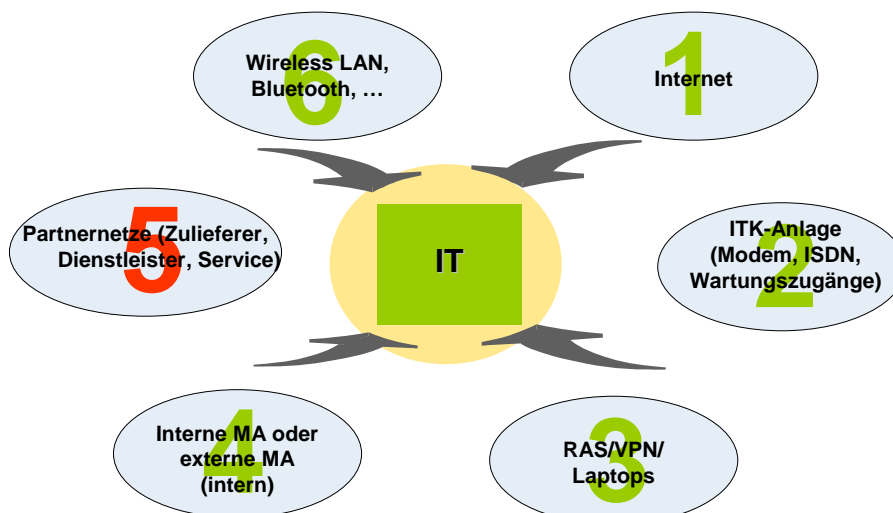 6
Wireless LAN,
Bluetooth, …
1
Internet
5
Partnernetze (Zulieferer,
Dienstleister, Service)
IT
2
ITK-Anlage
(Modem, ISDN,
Wartungszugänge)
4
Interne MA oder
externe MA
(intern)
3
RAS/VPN/
Laptops